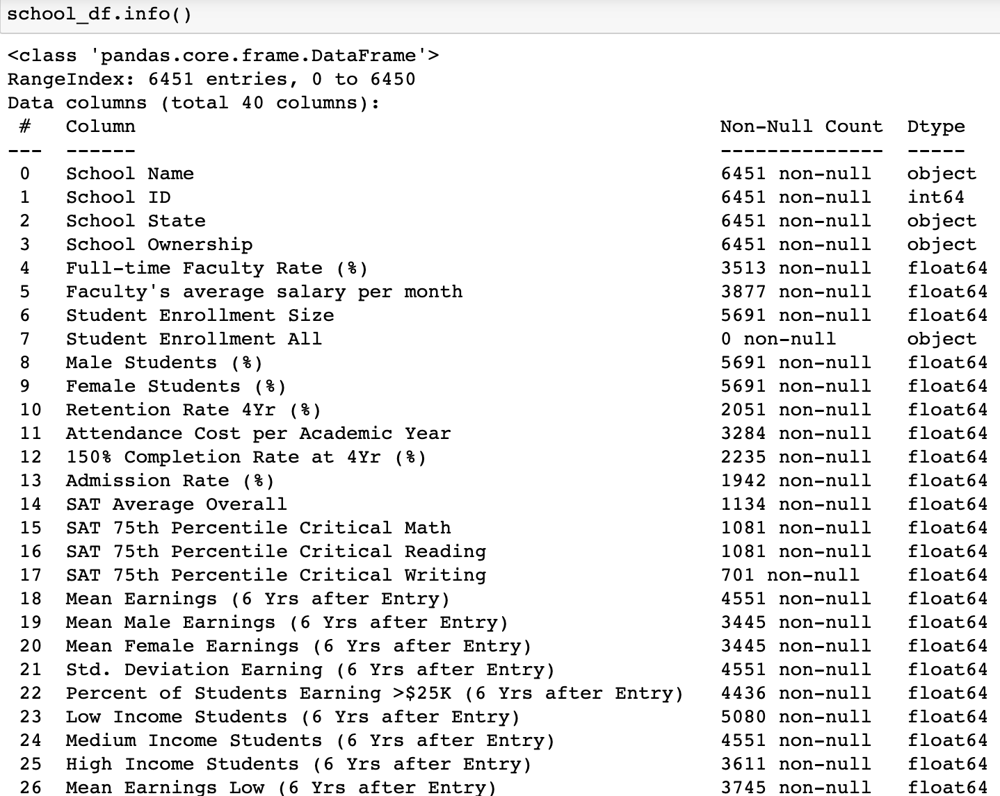 school_df.info()
<class 'pandas.core.frame.DataFrame'>
RangeIndex: 6451 entries, 0 to 6450
Data columns (total 40 columns):
 #   Column                                               Non-Null Count  Dtype
---  ------                                               --------------  -----
 0   School Name                                          6451 non-null   object
 1   School ID                                            6451 non-null   int64
 2   School State                                         6451 non-null   object
 3   School Ownership                                     6451 non-null   object
 4   Full-time Faculty Rate (%)                           3513 non-null   float64
 5   Faculty's average salary per month                   3877 non-null   float64
 6   Student Enrollment Size                              5691 non-null   float64
 7   Student Enrollment All                               0 non-null      object
 8   Male Students (%)                                    5691 non-null   float64
 9   Female Students (%)                                  5691 non-null   float64
 10  Retention Rate 4Yr (%)                               2051 non-null   float64
 11  Attendance Cost per Academic Year                    3284 non-null   float64
 12  150% Completion Rate at 4Yr (%)                      2235 non-null   float64
 13  Admission Rate (%)                                   1942 non-null   float64
 14  SAT Average Overall                                  1134 non-null   float64
 15  SAT 75th Percentile Critical Math                    1081 non-null   float64
 16  SAT 75th Percentile Critical Reading                 1081 non-null   float64
 17  SAT 75th Percentile Critical Writing                 701 non-null    float64
 18  Mean Earnings (6 Yrs after Entry)                    4551 non-null   float64
 19  Mean Male Earnings (6 Yrs after Entry)               3445 non-null   float64
 20  Mean Female Earnings (6 Yrs after Entry)             3445 non-null   float64
 21  Std. Deviation Earning (6 Yrs after Entry)           4551 non-null   float64
 22  Percent of Students Earning >$25K (6 Yrs after Entry)  4436 non-null   float64
 23  Low Income Students (6 Yrs after Entry)              5080 non-null   float64
 24  Medium Income Students (6 Yrs after Entry)           4551 non-null   float64
 25  High Income Students (6 Yrs after Entry)             3611 non-null   float64
 26  Mean Earnings Low (6 Yrs after Entry)                3745 non-null   float64